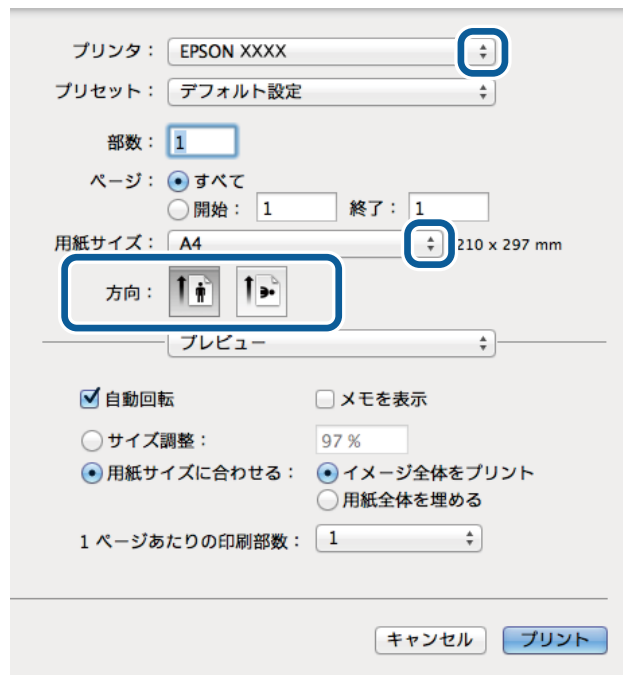 プリンタ： EPSON XXXX
プリセット： デフォルト設定
部数： 1
ページ： すべて
開始： 1 終了： 1
用紙サイズ： A4 210 x 297 mm
方向：
プレビュー
自動回転 メモを表示
サイズ調整： 97 %
用紙サイズに合わせる： イメージ全体をプリント
用紙全体を埋める
1 ページあたりの印刷部数： 1
キャンセル プリント